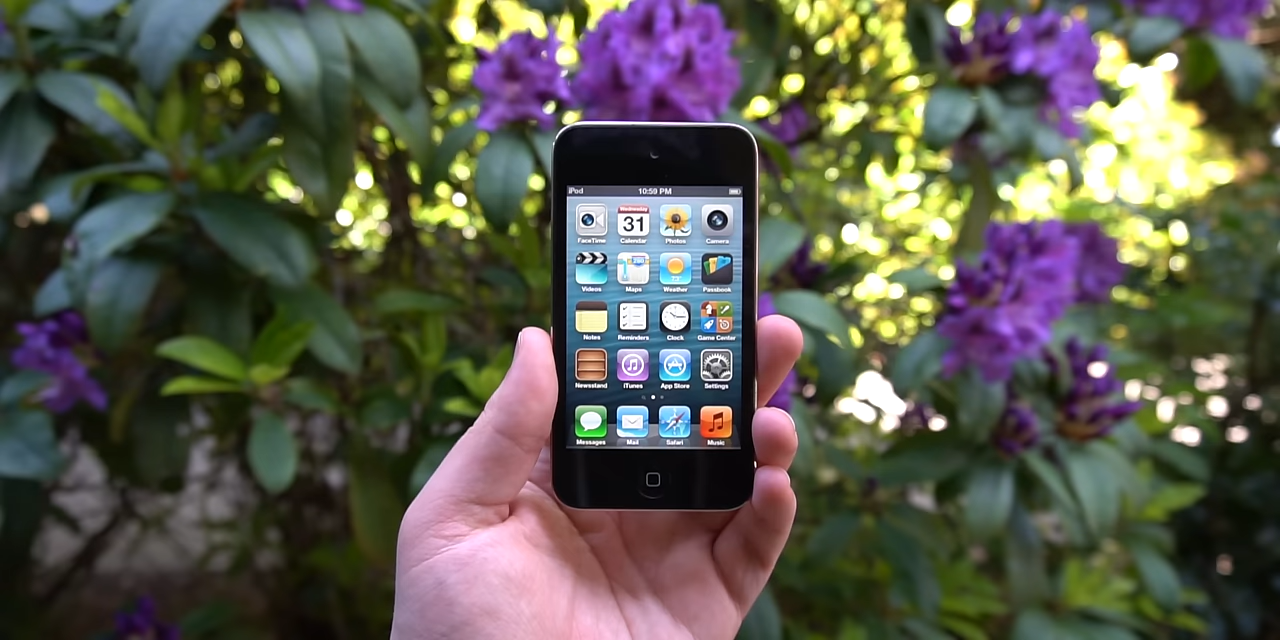 iPod 10:59 PM
Wednesday
31
FaceTime Calendar Photos Camera
Videos Maps Weather Passbook
Notes Reminders Clock Game Center
Newsstand iTunes App Store Settings
Messages Mail Safari Music